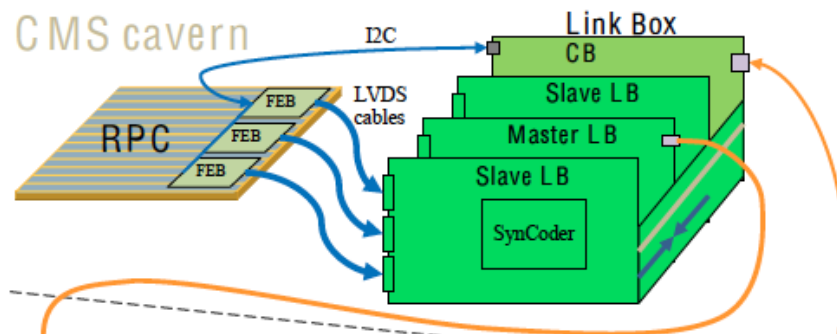 CMS cavern
Link Box
I2C
CB
FEB
LVDS
cables
Slave LB
RPC
FEB
Master LB
FEB
Slave LB
SynCoder